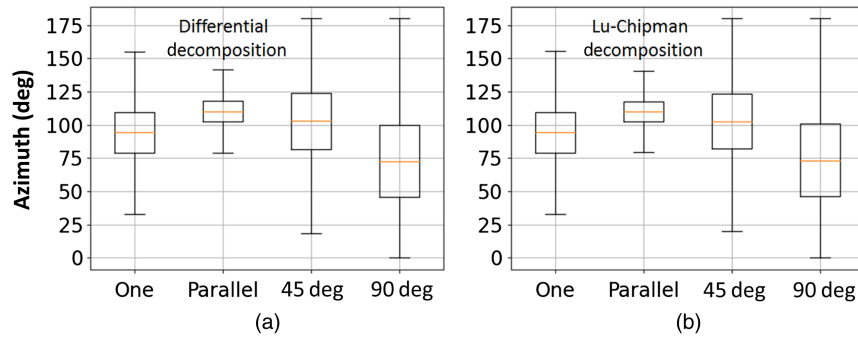 Differential
decomposition
Azimuth (deg)
175
150
125
100
75
50
25
0
One Parallel 45 deg 90 deg
(a)
Lu-Chipman
decomposition
175
150
125
100
75
50
25
0
One Parallel 45 deg 90 deg
(b)